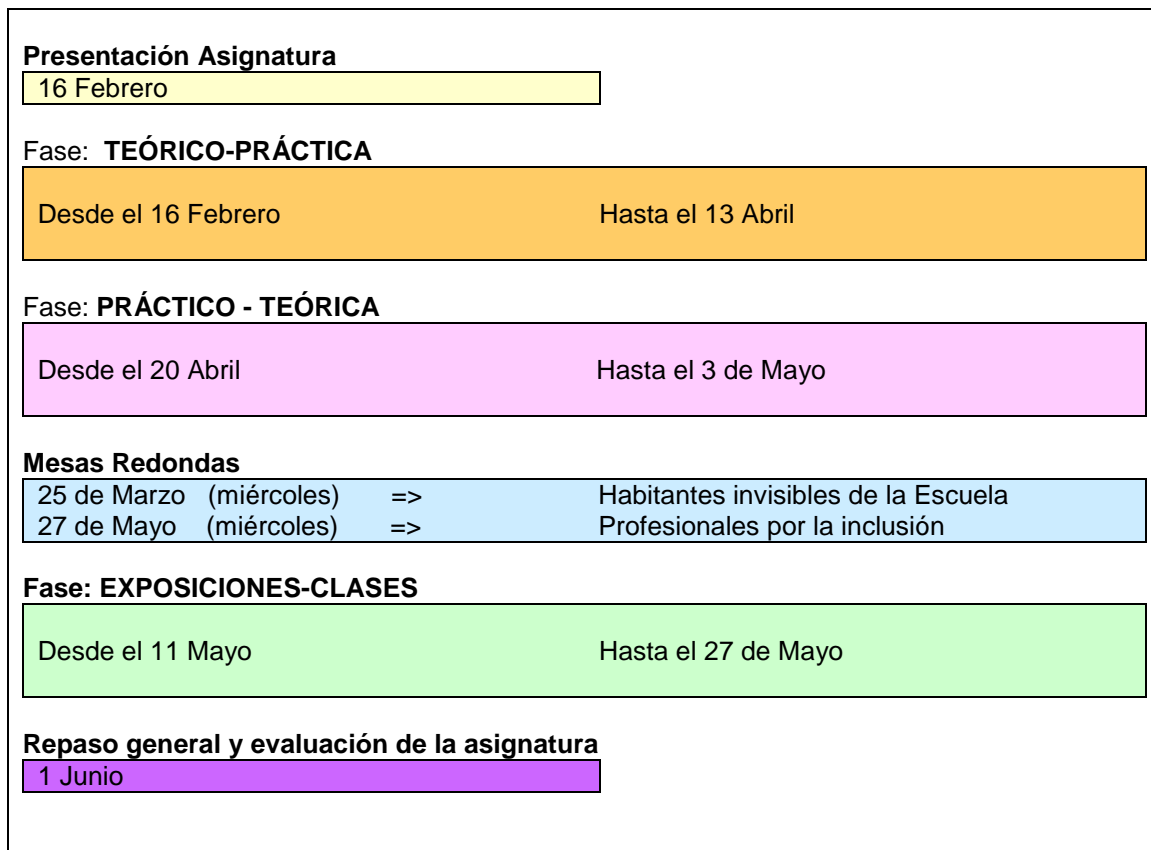 Presentación Asignatura
16 Febrero
Fase: TEÓRICO-PRÁCTICA
Desde el 16 Febrero Hasta el 13 Abril
Fase: PRÁCTICO - TEÓRICA
Desde el 20 Abril Hasta el 3 de Mayo
Mesas Redondas
25 de Marzo (miércoles) => Habitantes invisibles de la Escuela
27 de Mayo (miércoles) => Profesionales por la inclusión
Fase: EXPOSICIONES-CLASES
Desde el 11 Mayo Hasta el 27 de Mayo
Repaso general y evaluación de la asignatura
1 Junio